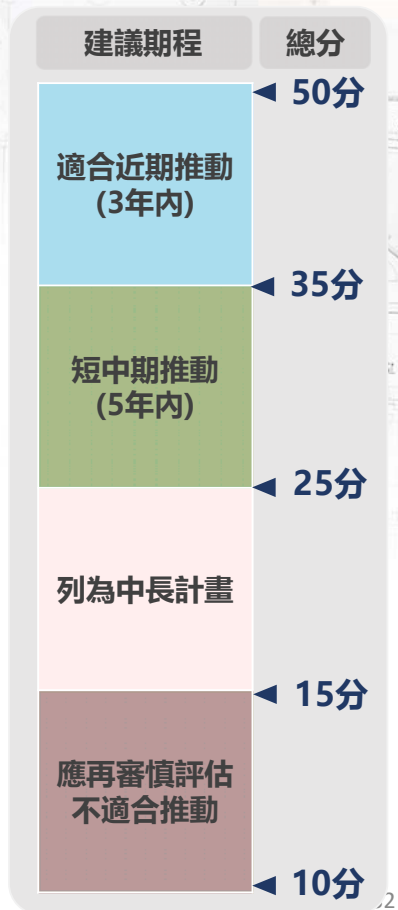 建議期程 總分
50分
適合近期推動
(3年內)
35分
短中期推動
(5年內)
25分
列為中長計畫
15分
應再審慎評估
不適合推動
10分